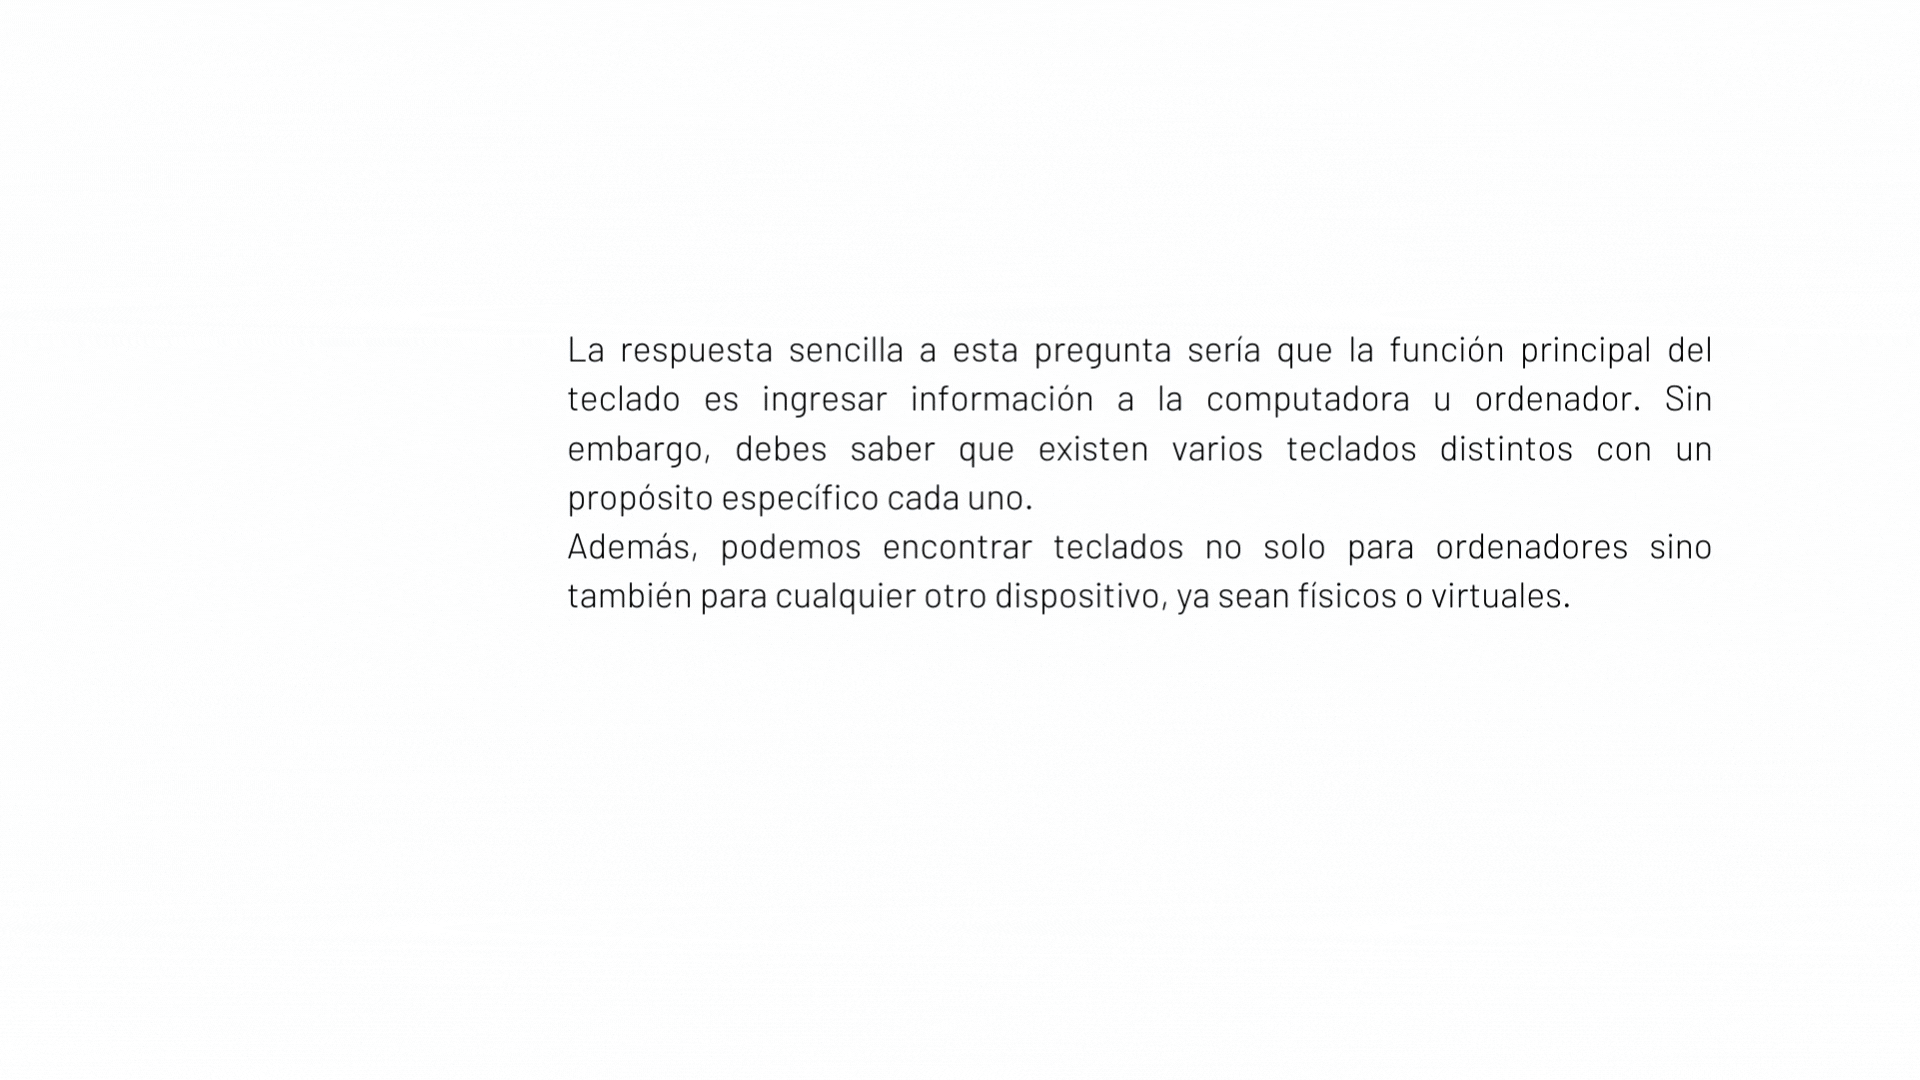 La respuesta sencilla a esta pregunta sería que la función principal del
teclado es ingresar información a la computadora u ordenador. Sin
embargo, debes saber que existen varios teclados distintos con un
propósito específico cada uno.
Además, podemos encontrar teclados no solo para ordenadores sino
también para cualquier otro dispositivo, ya sean físicos o virtuales.